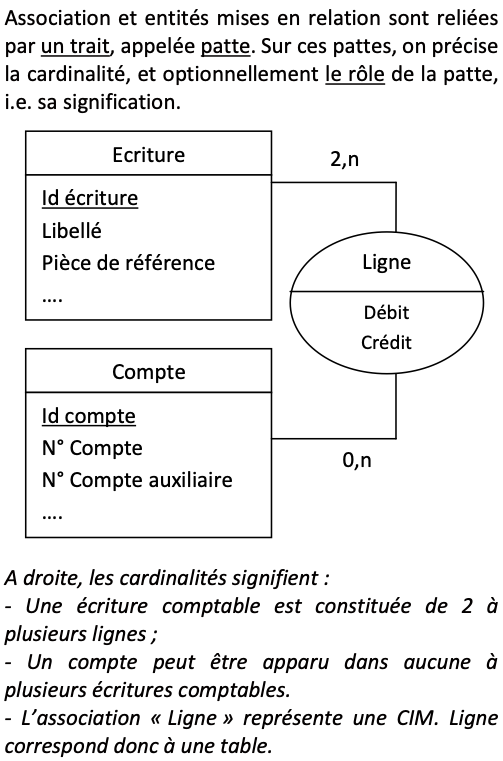 Association et entités mises en relation sont reliées
par un trait, appelée patte. Sur ces pattes, on précise
la cardinalité, et optionnellement le rôle de la patte,
i.e. sa signification.
Ecriture
2,n
Id écriture
Libellé
Pièce de référence
....
Ligne
Débit
Crédit
Compte
Id compte
N° Compte
N° Compte auxiliaire
....
0,n
A droite, les cardinalités signifient :
- Une écriture comptable est constituée de 2 à
plusieurs lignes ;
- Un compte peut être apparu dans aucune à
plusieurs écritures comptables.
- L’association « Ligne » représente une CIM. Ligne
correspond donc à une table.